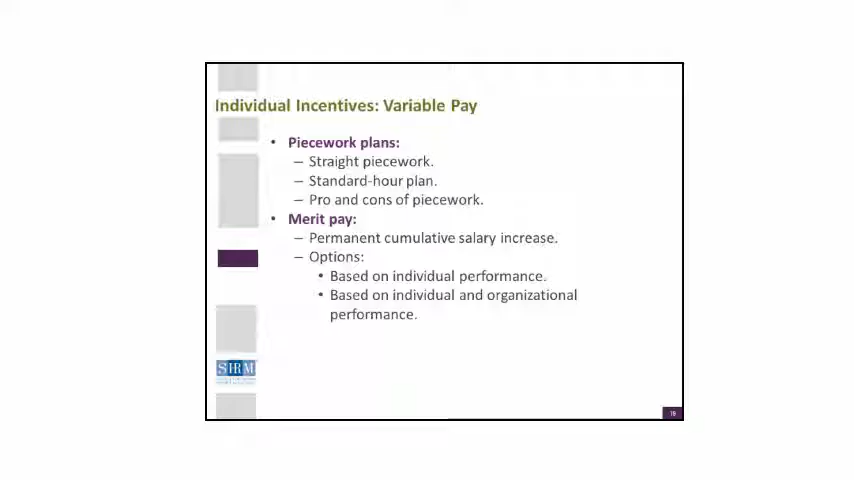 Individual Incentives: Variable Pay
• Piecework plans:
– Straight piecework.
– Standard-hour plan.
– Pro and cons of piecework.
• Merit pay:
– Permanent cumulative salary increase.
– Options:
• Based on individual performance.
• Based on individual and organizational
performance.
19